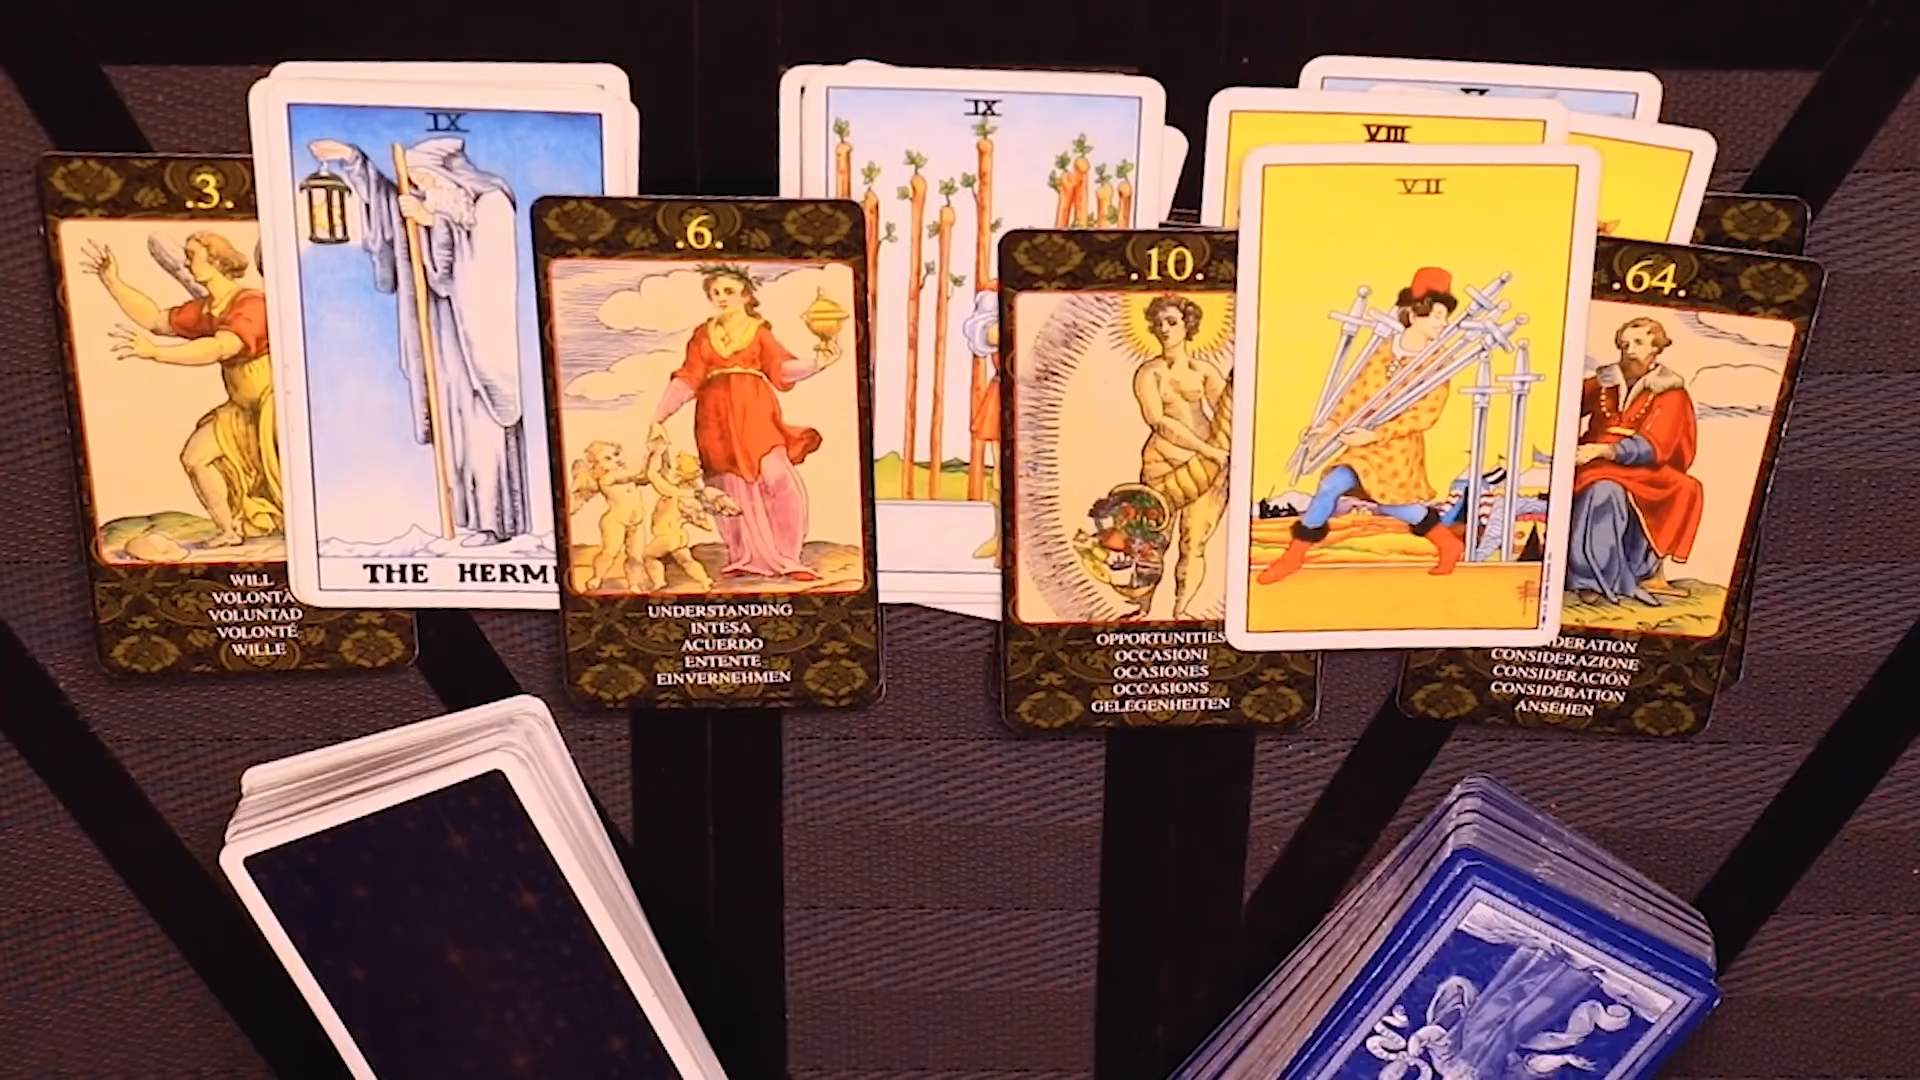 .3.
WILL
VOLONTÀ
VOLUNTAD
VOLONTÉ
WILLE
IX
THE HERMI
.6.
UNDERSTANDING
INTESA
ACUERDO
ENTENTE
EINVERNEHMEN
IX
.10.
OPPORTUNITIES
OCCASIONI
OCASIONES
OCCASIONS
GELEGENHEITEN
VIII
VII
.64.
DERATION
CONSIDERAZIONE
CONSIDERACIÓN
CONSIDÉRATION
ANSEHEN